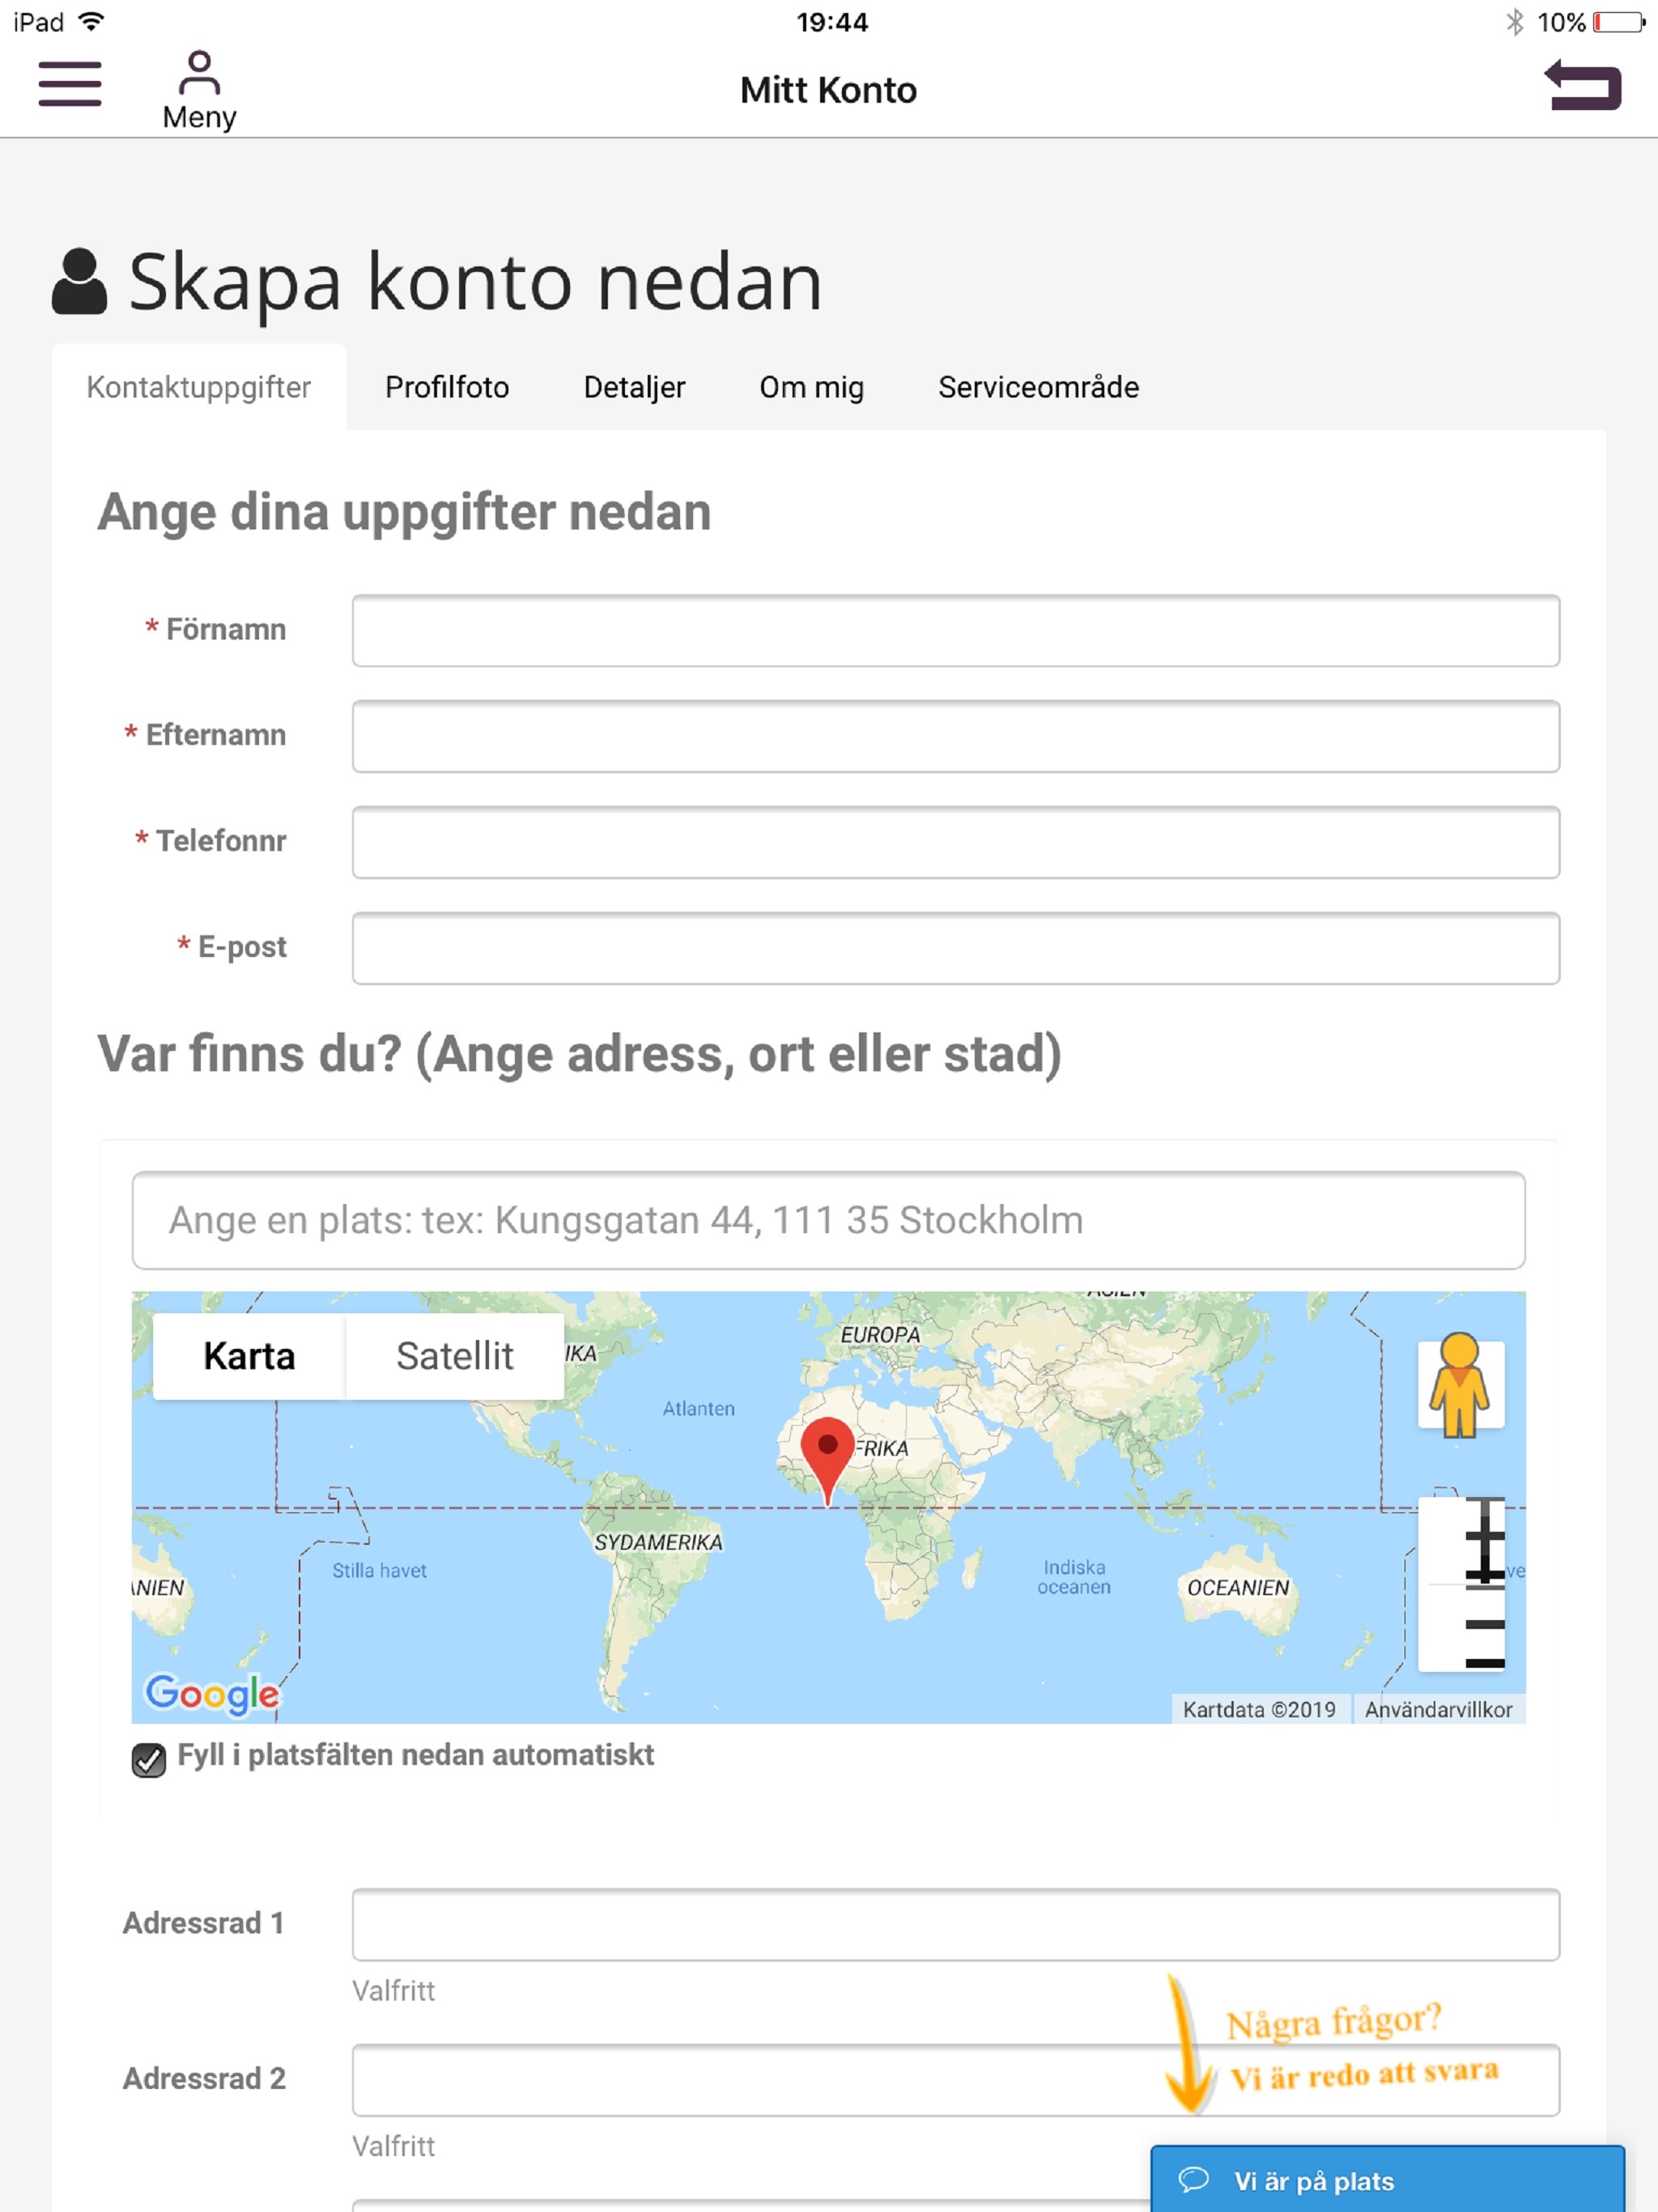 iPad 19:44 10%
Meny
Mitt Konto
Skapa konto nedan
Kontaktuppgifter Profilfoto Detaljer Om mig Serviceområde
Ange dina uppgifter nedan
* Förnamn
* Efternamn
* Telefonnr
* E-post
Var finns du? (Ange adress, ort eller stad)
Ange en plats: tex: Kungsgatan 44, 111 35 Stockholm
ASIEN
EUROPA
Karta Satellit IKA
Atlanten
FRIKA
SYDAMERIKA
Stilla havet
Indiska
oceanen
ve
NIEN
OCEANIEN
Google
Kartdata ©2019 Användarvillkor
Fyll i platsfälten nedan automatiskt
Adressrad 1
Valfritt
Några frågor?
Vi är redo att svara
Adressrad 2
Valfritt
Vi är på plats